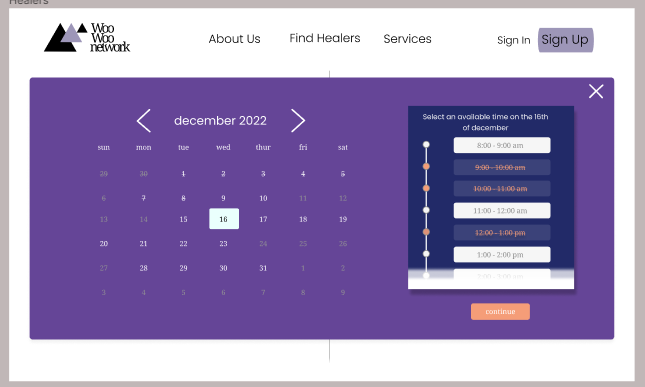 Healers
Woo
Woo
network
About Us
Find Healers
Services
Sign In
Sign Up
december 2022
sun mon tue wed thur fri sat
29 30 1 2 3 4 5
6 7 8 9 10 11 12
13 14 15 16 17 18 19
20 21 22 23 24 25 26
27 28 29 30 31 1 2
3 4 5 6 7 8 9
Select an available time on the 16th
of december
8:00 - 9:00 am
9:00 - 10:00 am
10:00 - 11:00 am
11:00 - 12:00 am
12:00 - 1:00 pm
1:00 - 2:00 pm
continue